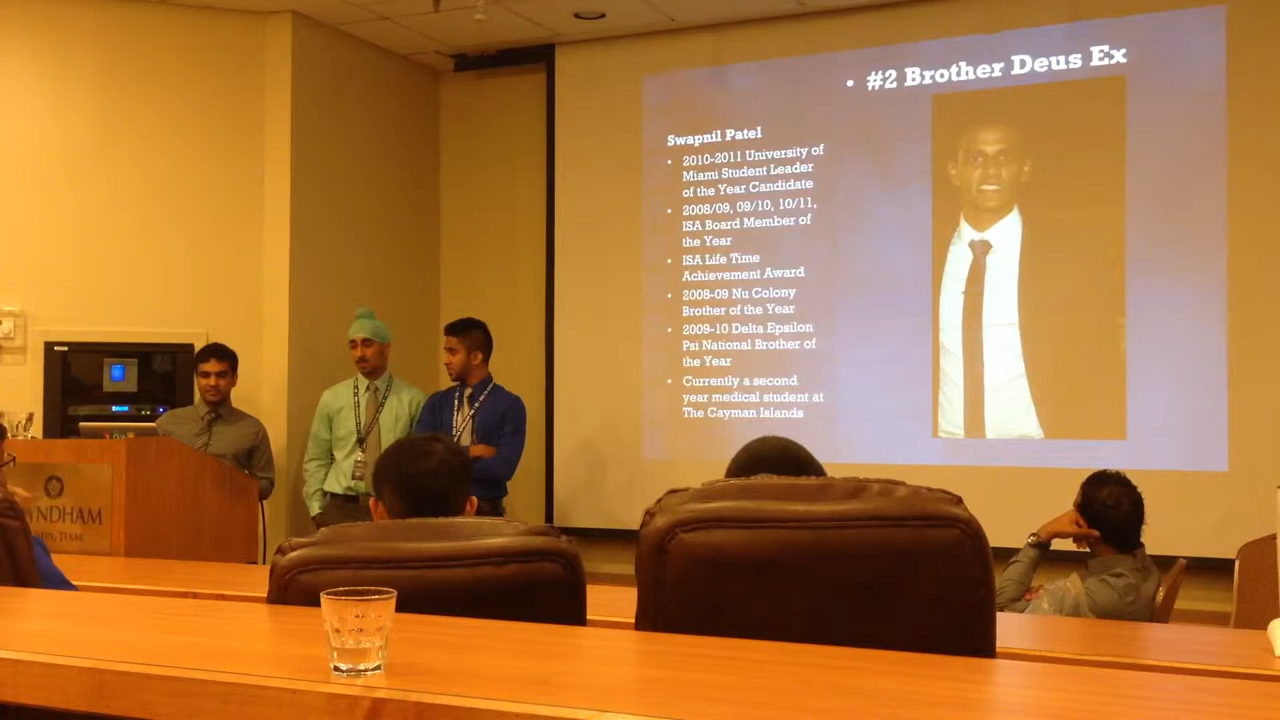 • #2 Brother Deus Ex
Swapnil Patel
• 2010-2011 University of
Miami Student Leader
of the Year Candidate
• 2008/09, 09/10, 10/11,
ISA Board Member of
the Year
• ISA Life Time
Achievement Award
• 2008-09 Nu Colony
Brother of the Year
• 2009-10 Delta Epsilon
Psi National Brother of
the Year
• Currently a second
year medical student at
The Cayman Islands
YNDHAM
TEXAS